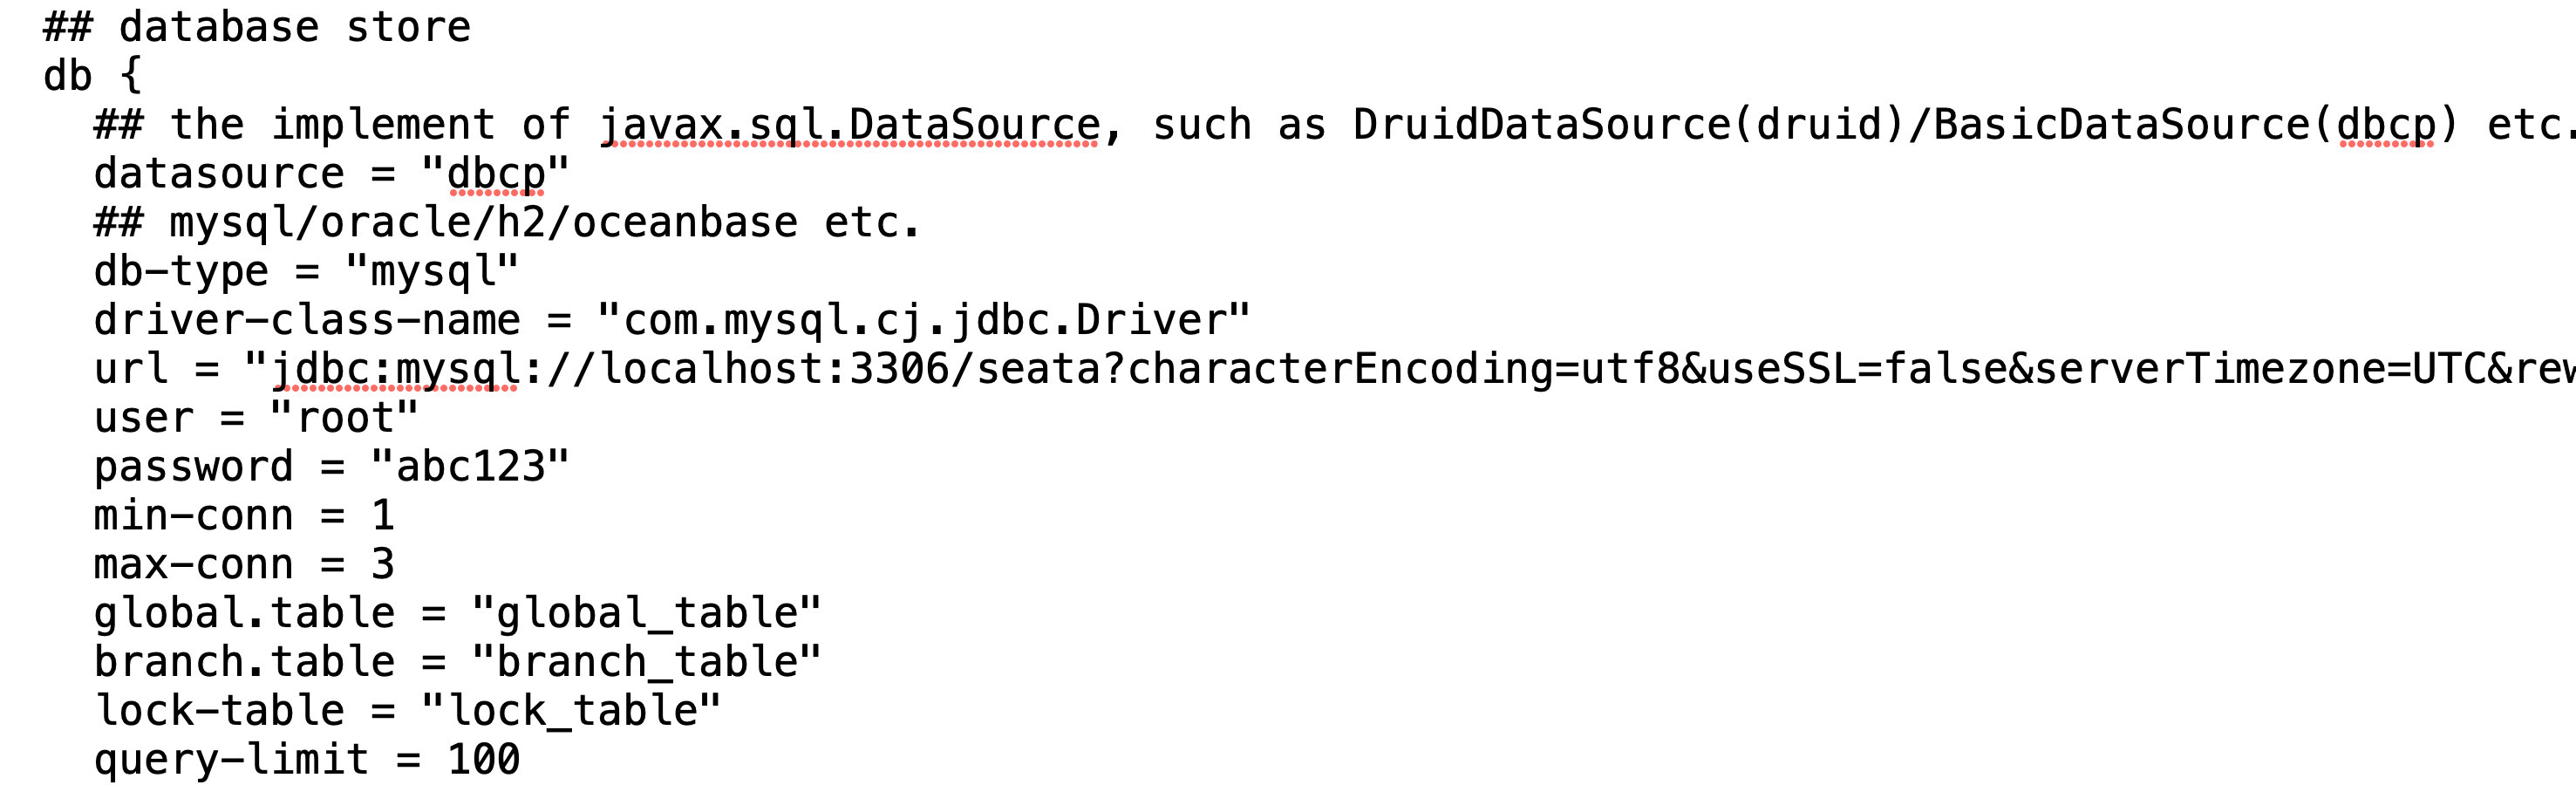 ## database store
db {
## the implement of javax.sql.DataSource, such as DruidDataSource(druid)/BasicDataSource(dbcp) etc.
datasource = "dbcp"
## mysql/oracle/h2/oceanbase etc.
db-type = "mysql"
driver-class-name = "com.mysql.cj.jdbc.Driver"
url = "jdbc:mysql://localhost:3306/seata?characterEncoding=utf8&useSSL=false&serverTimezone=UTC&rew
user = "root"
password = "abc123"
min-conn = 1
max-conn = 3
global.table = "global_table"
branch.table = "branch_table"
lock-table = "lock_table"
query-limit = 100